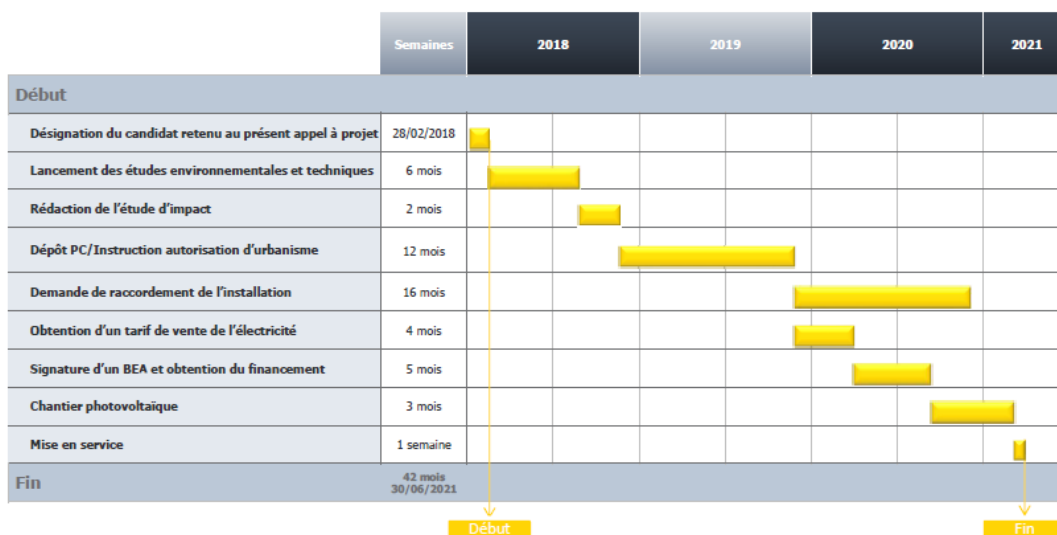 Semaines 2018 2019 2020 2021
Début
Désignation du candidat retenu au présent appel à projet 28/02/2018
Lancement des études environnementales et techniques 6 mois
Rédaction de l'étude d'impact 2 mois
Dépôt PC/Instruction autorisation d'urbanisme 12 mois
Demande de raccordement de l'installation 16 mois
Obtention d'un tarif de vente de l'électricité 4 mois
Signature d'un BEA et obtention du financement 5 mois
Chantier photovoltaïque 3 mois
Mise en service 1 semaine
Fin 42 mois
30/06/2021
Début Fin